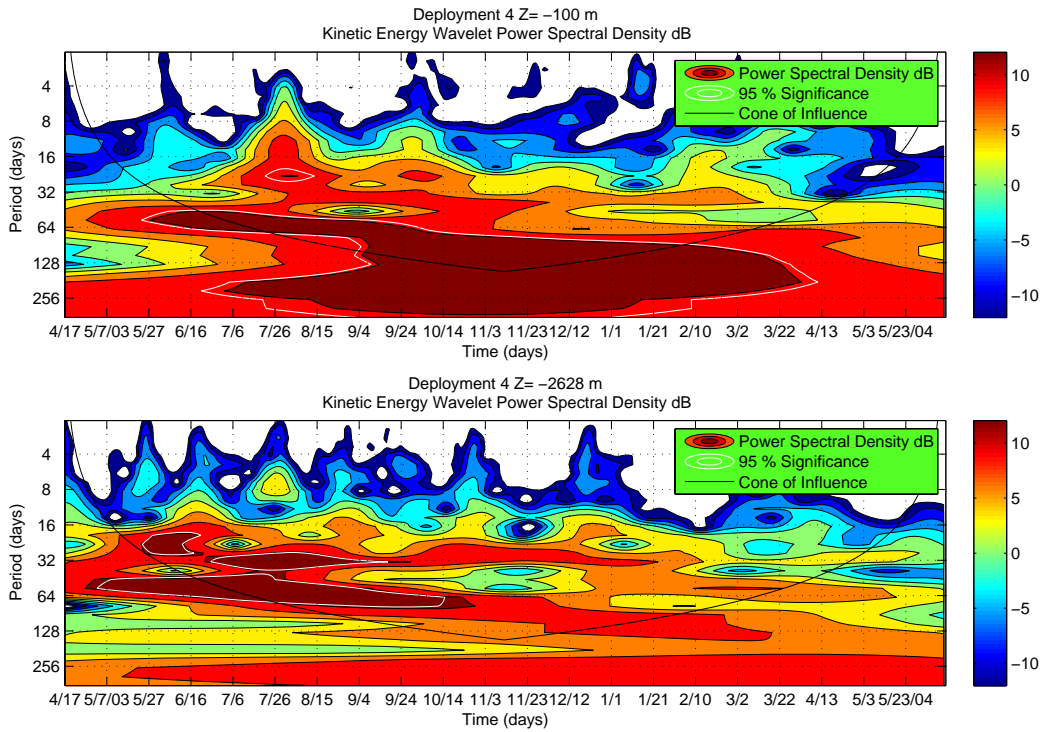 Deployment 4 Z= −100 m
Kinetic Energy Wavelet Power Spectral Density dB
Power Spectral Density dB
95 % Significance
Cone of Influence
Period (days)
4
8
16
32
64
128
256
4/17 5/7/03 5/27 6/16 7/6 7/26 8/15 9/4 9/24 10/14 11/3 11/23 12/12 1/1 1/21 2/10 3/2 3/22 4/13 5/3 5/23/04
Time (days)
10
5
0
−5
−10
Deployment 4 Z= −2628 m
Kinetic Energy Wavelet Power Spectral Density dB
Power Spectral Density dB
95 % Significance
Cone of Influence
Period (days)
4
8
16
32
64
128
256
4/17 5/7/03 5/27 6/16 7/6 7/26 8/15 9/4 9/24 10/14 11/3 11/23 12/12 1/1 1/21 2/10 3/2 3/22 4/13 5/3 5/23/04
Time (days)
10
5
0
−5
−10